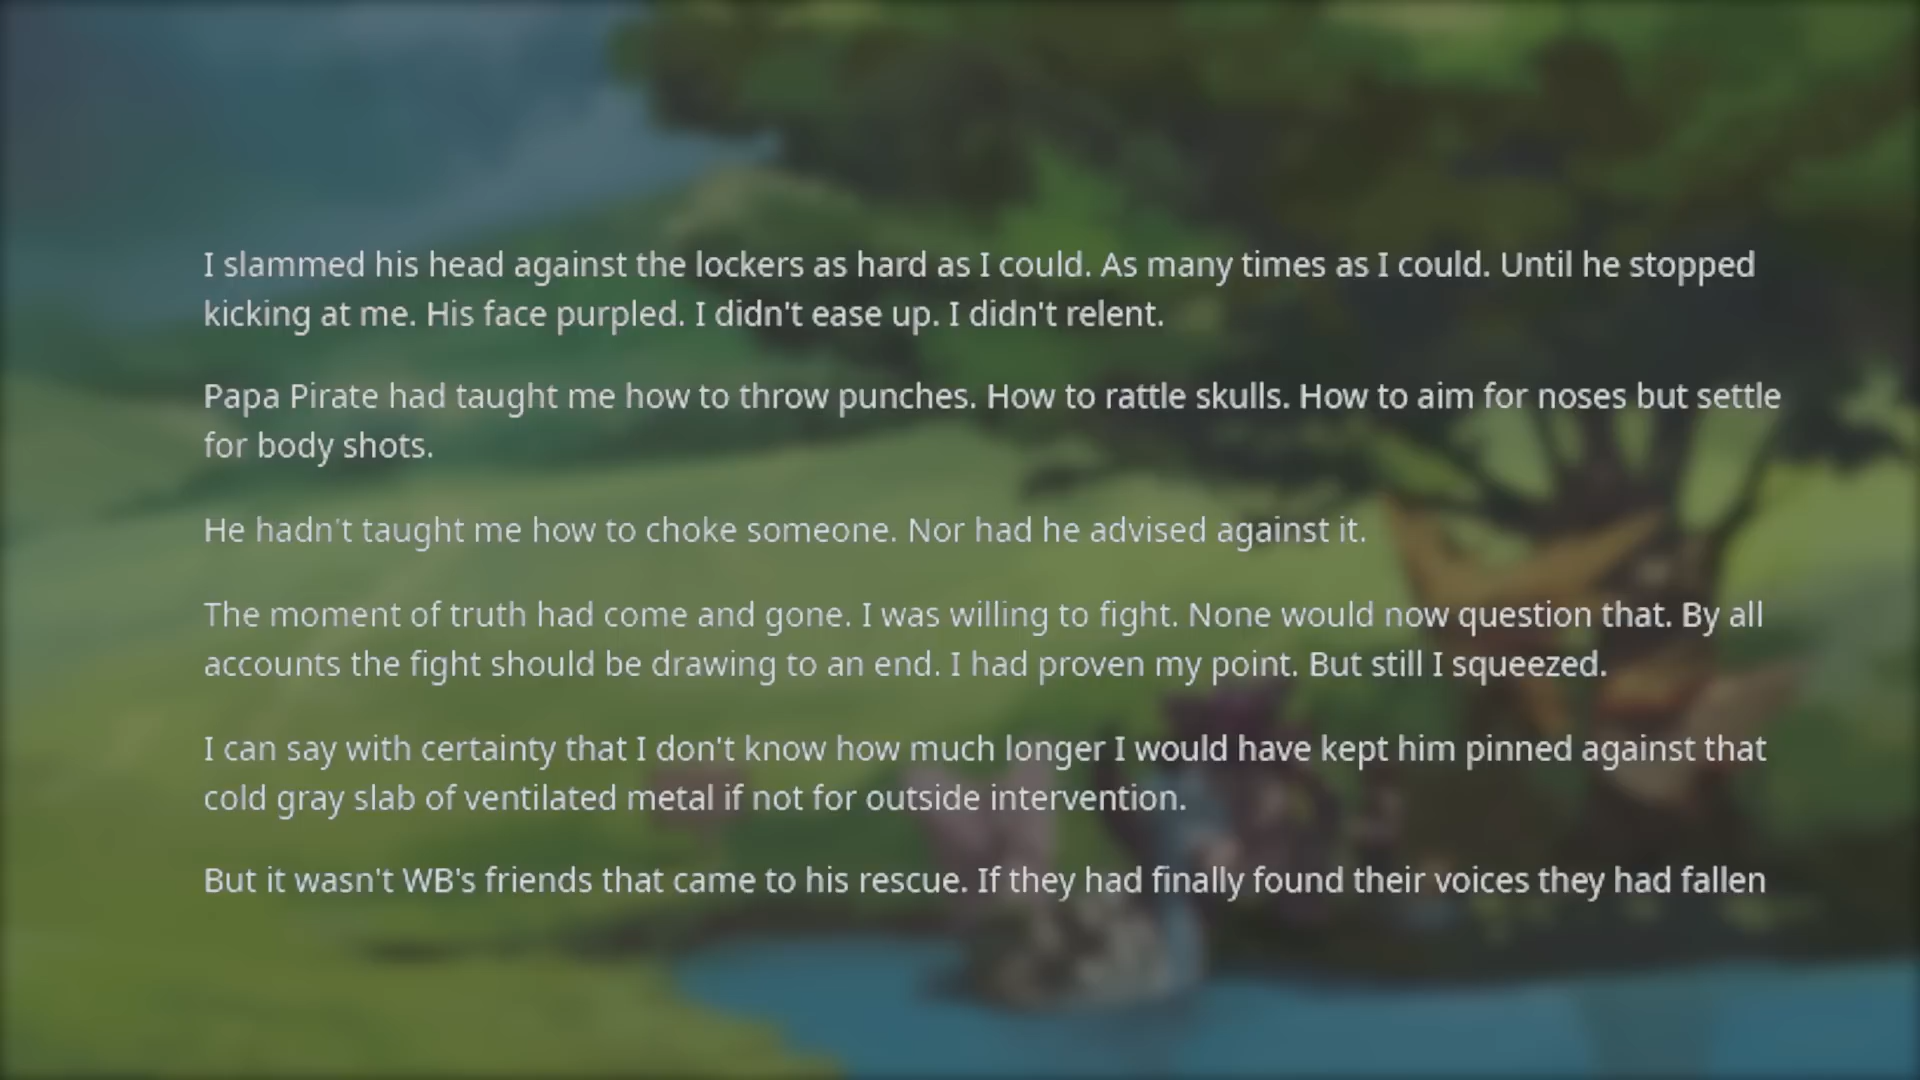 I slammed his head against the lockers as hard as I could. As many times as I could. Until he stopped
kicking at me. His face purpled. I didn't ease up. I didn't relent.
Papa Pirate had taught me how to throw punches. How to rattle skulls. How to aim for noses but settle
for body shots.
He hadn't taught me how to choke someone. Nor had he advised against it.
The moment of truth had come and gone. I was willing to fight. None would now question that. By all
accounts the fight should be drawing to an end. I had proven my point. But still I squeezed.
I can say with certainty that I don't know how much longer I would have kept him pinned against that
cold gray slab of ventilated metal if not for outside intervention.
But it wasn't WB's friends that came to his rescue. If they had finally found their voices they had fallen